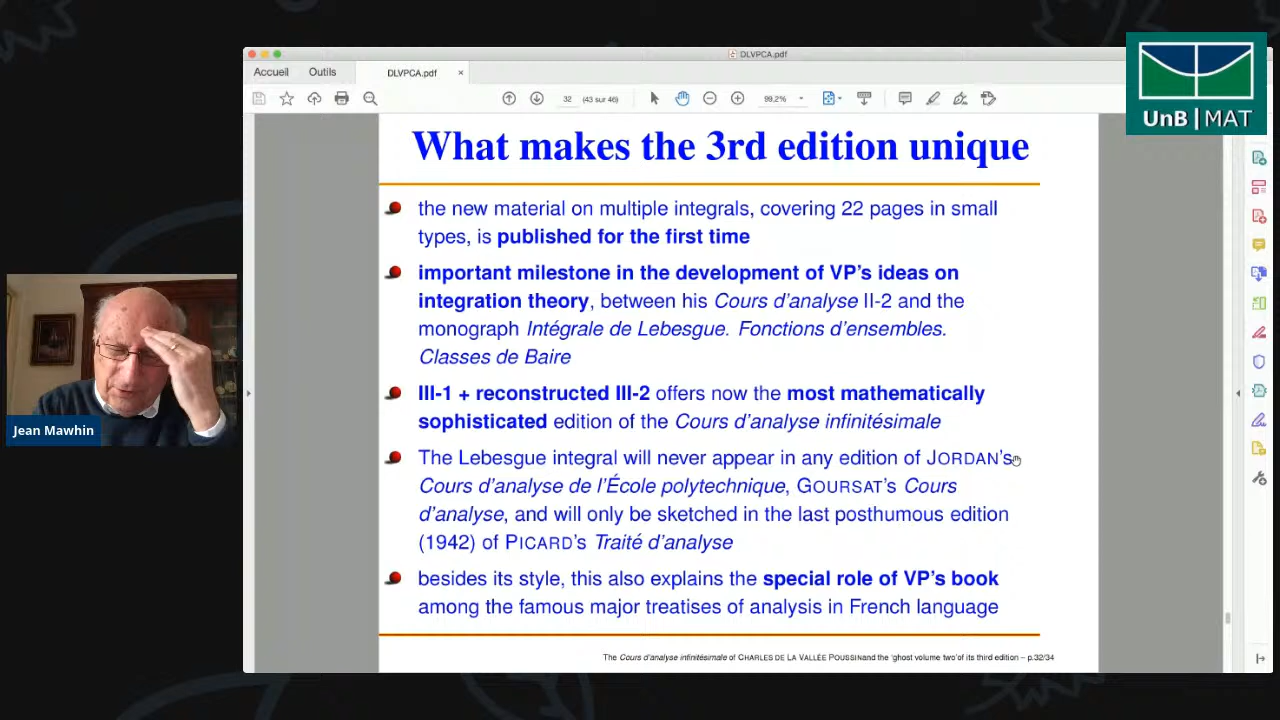 DLVPCA.pdf
Accueil Outils DLVPCA.pdf ×
32 (43 sur 46) 99,2%
UnB | MAT
What makes the 3rd edition unique
the new material on multiple integrals, covering 22 pages in small
types, is published for the first time
important milestone in the development of VP's ideas on
integration theory, between his Cours d'analyse II-2 and the
monograph Intégrale de Lebesgue. Fonctions d'ensembles.
Classes de Baire
III-1 + reconstructed III-2 offers now the most mathematically
sophisticated edition of the Cours d'analyse infinitésimale
The Lebesgue integral will never appear in any edition of JORDAN's
Cours d'analyse de l'École polytechnique, GOURSAT's Cours
d'analyse, and will only be sketched in the last posthumous edition
(1942) of PICARD's Traité d'analyse
besides its style, this also explains the special role of VP's book
among the famous major treatises of analysis in French language
The Cours d'analyse infinitésimale of CHARLES DE LA VALLÉE POUSSINand the 'ghost volume two'of its third edition – p.32/34
Jean Mawhin